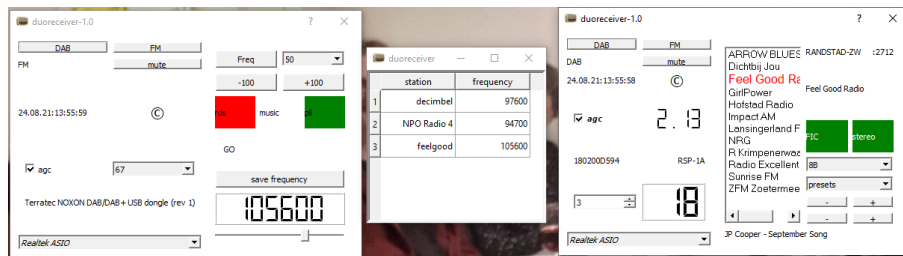 duoreceiver-1.0
DAB
FM
FM
mute
Freq
50
-100
+100
24.08.21:13:55:59
©
rds
music
pll
GO
agc
67
save frequency
Terratec NOXON DAB/DAB+ USB dongle (rev 1)
105600
Realtek ASIO
duoreceiver
station
frequency
1
decimbel
97600
2
NPO Radio 4
94700
3
feelgood
105600
duoreceiver-1.0
DAB
FM
DAB
mute
24.08.21:13:55:58
©
agc
2.13
180200D594
RSP-1A
3
18
Realtek ASIO
ARROW BLUES
Dichtbij Jou
Feel Good Ra
GirlPower
Hofstad Radio
Impact AM
Lansingerland F
NRG
R Krimpenerwaa
Radio Excellent
Sunrise FM
ZFM Zoetermee
RANDSTAD-ZW :2712
Feel Good Radio
FIC
stereo
8B
presets
-
+
-
+
JP Cooper - September Song